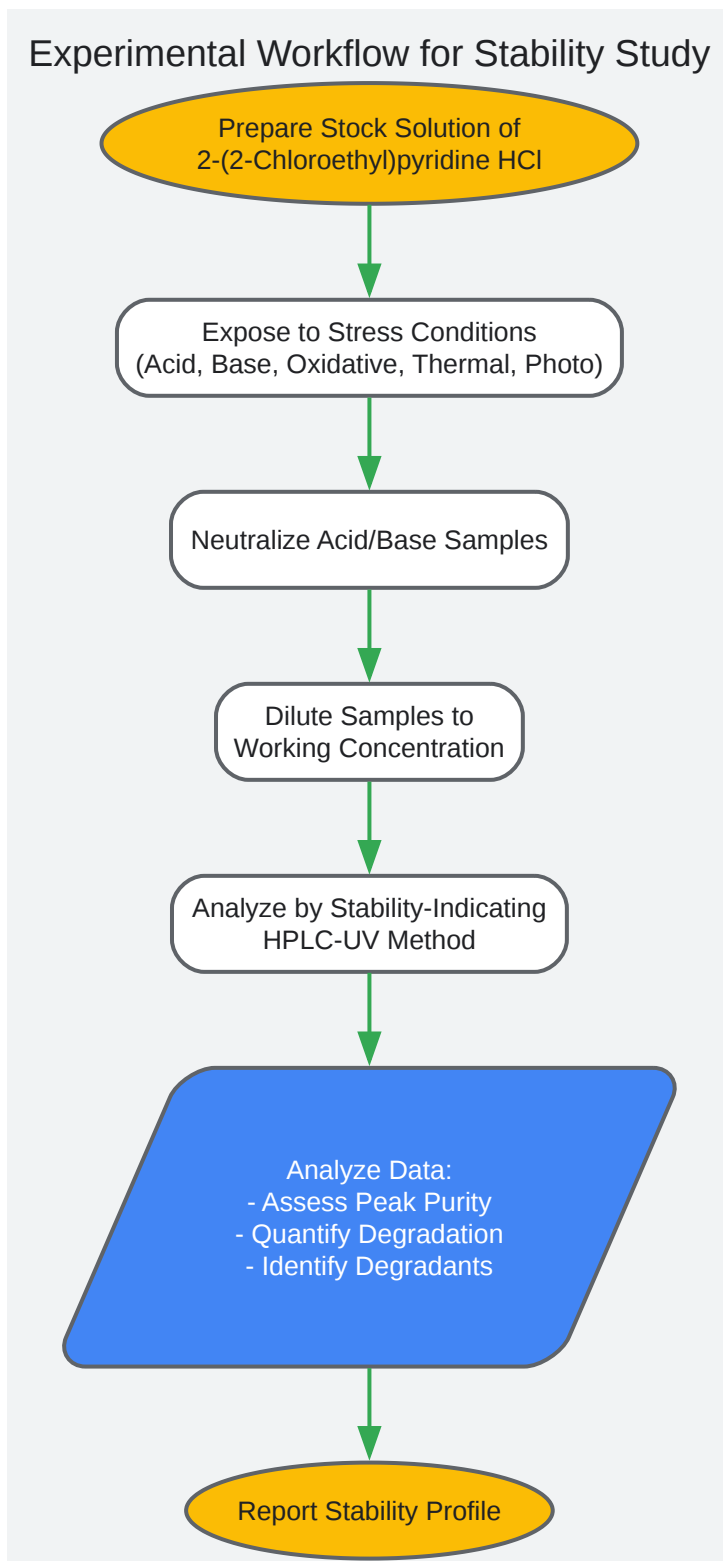 Experimental Workflow for Stability Study
Prepare Stock Solution of
2-(2-Chloroethyl)pyridine HCl
Expose to Stress Conditions
(Acid, Base, Oxidative, Thermal, Photo)
Neutralize Acid/Base Samples
Dilute Samples to
Working Concentration
Analyze by Stability-Indicating
HPLC-UV Method
Analyze Data:
- Assess Peak Purity
- Quantify Degradation
- Identify Degradants
Report Stability Profile